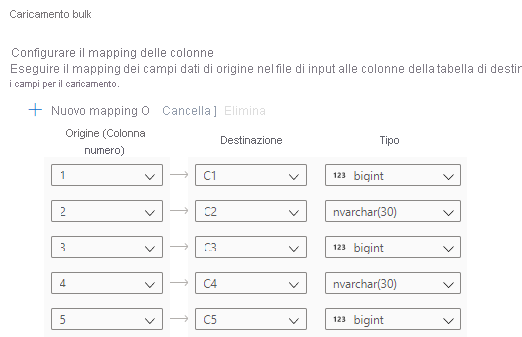 Caricamento bulk
Configurare il mapping delle colonne
Eseguire il mapping dei campi dati di origine nel file di input alle colonne della tabella di destir
i campi per il caricamento.
+ Nuovo mapping O Cancella ] Elimina
Origine (Colonna numero) Destinazione Tipo
1 → C1 123 bigint
2 → C2 nvarchar(30)
3 → C3 123 bigint
4 → C4 nvarchar(30)
5 → C5 123 bigint